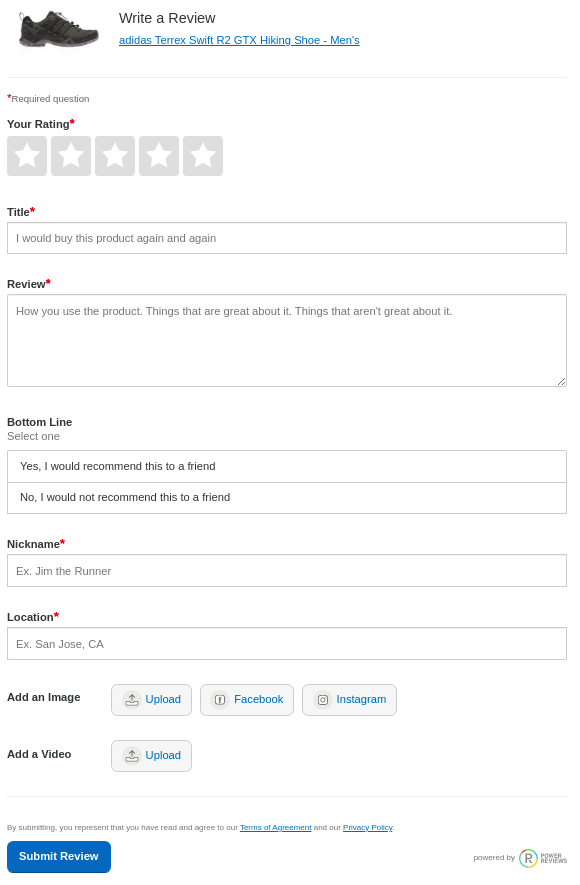 Write a Review
adidas Terrex Swift R2 GTX Hiking Shoe - Men's
*Required question
Your Rating*
Title*
I would buy this product again and again
Review*
How you use the product. Things that are great about it. Things that aren't great about it.
Bottom Line
Select one
Yes, I would recommend this to a friend
No, I would not recommend this to a friend
Nickname*
Ex. Jim the Runner
Location*
Ex. San Jose, CA
Add an Image Upload Facebook Instagram
Add a Video Upload
By submitting, you represent that you have read and agree to our Terms of Agreement and our Privacy Policy.
Submit Review
powered by R POWER REVIEWS